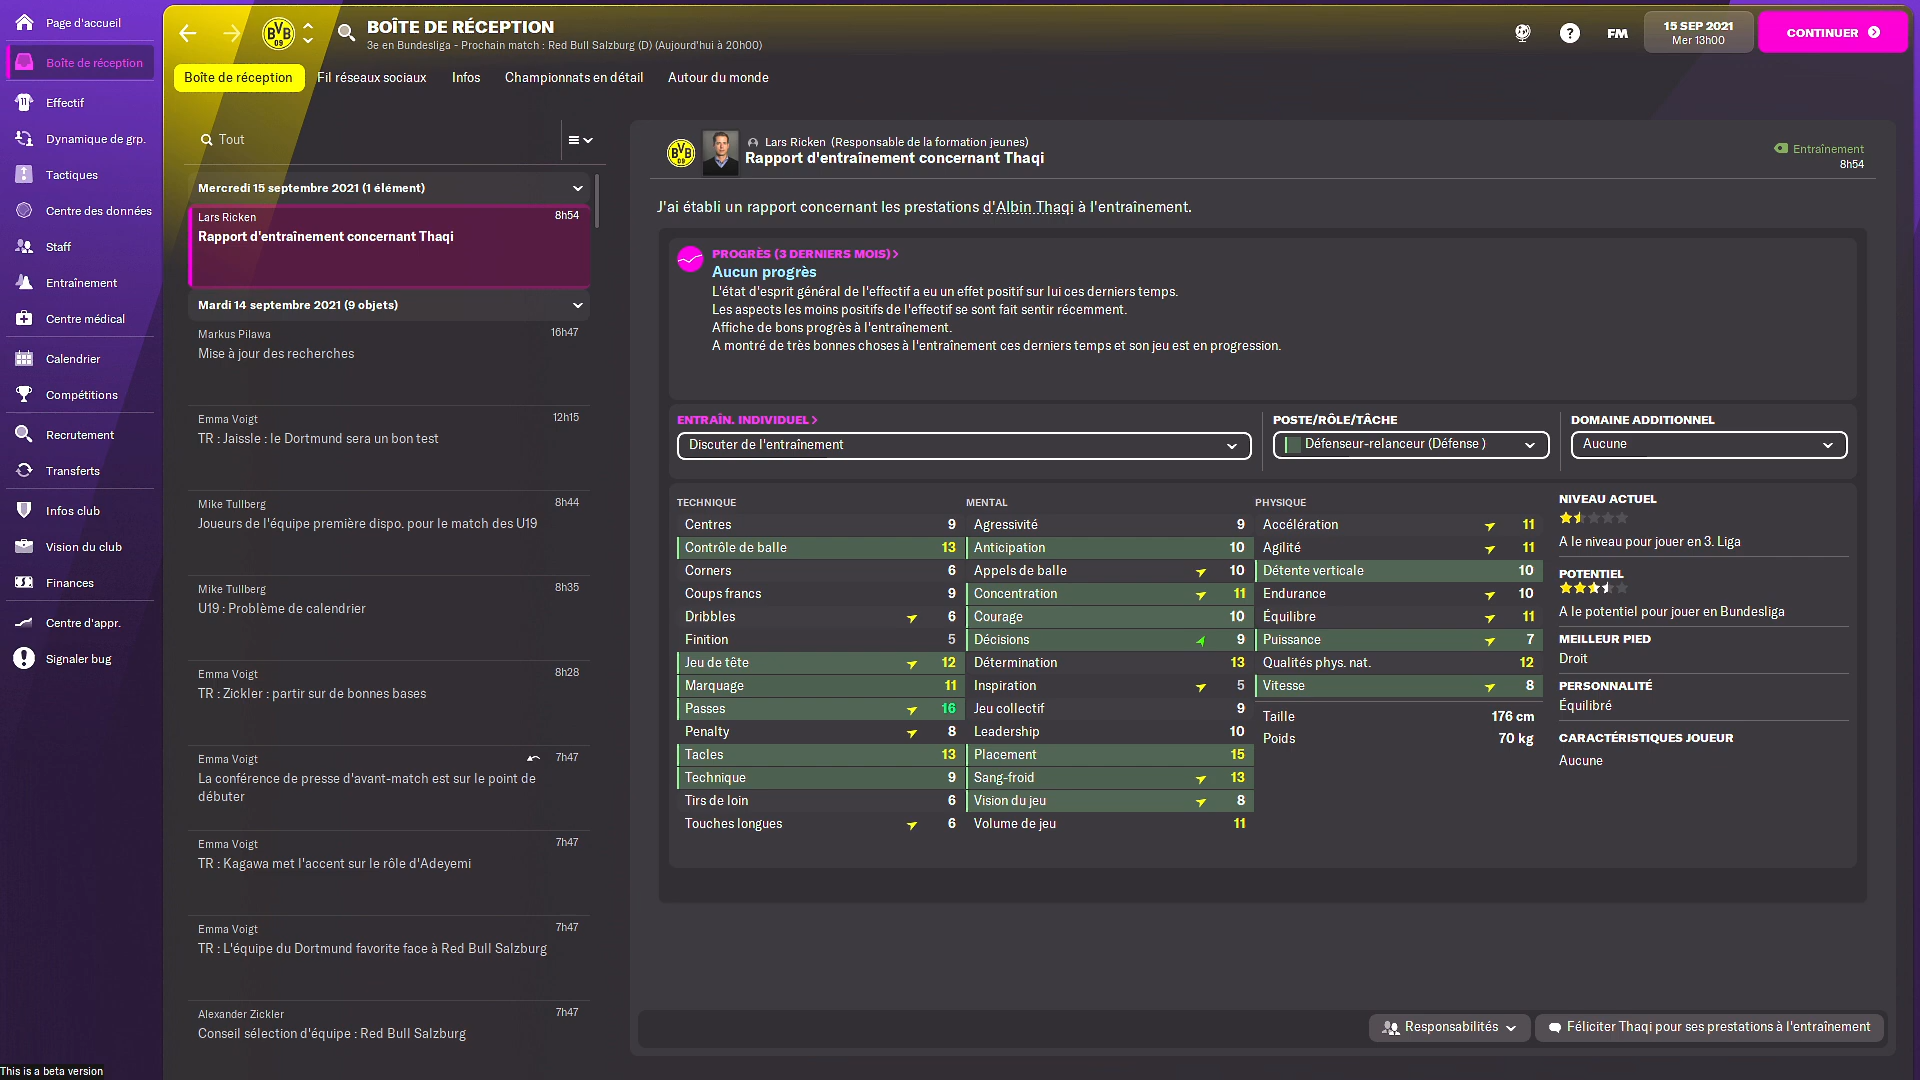 Page d'accueil
Boîte de réception
Effectif
Dynamique de grp.
Tactiques
Centre des données
Staff
Entraînement
Centre médical
Calendrier
Compétitions
Recrutement
Transferts
Infos club
Vision du club
Finances
Centre d'appr.
Signaler bug
This is a beta version
BVB
09
BOÎTE DE RÉCEPTION
3e en Bundesliga - Prochain match : Red Bull Salzburg (D) (Aujourd'hui à 20h00)
FM
15 SEP 2021
Mer 13h00
CONTINUER
Boîte de réception
Fil réseaux sociaux
Infos
Championnats en détail
Autour du monde
Tout
Mercredi 15 septembre 2021 (1 élément)
Lars Ricken 8h54
Rapport d'entraînement concernant Thaqi
Mardi 14 septembre 2021 (9 objets)
Markus Pilawa 16h47
Mise à jour des recherches
Emma Voigt 12h15
TR : Jaissle : le Dortmund sera un bon test
Mike Tullberg 8h44
Joueurs de l'équipe première dispo. pour le match des U19
Mike Tullberg 8h35
U19 : Problème de calendrier
Emma Voigt 8h28
TR : Zickler : partir sur de bonnes bases
Emma Voigt 7h47
La conférence de presse d'avant-match est sur le point de
débuter
Emma Voigt 7h47
TR : Kagawa met l'accent sur le rôle d'Adeyemi
Emma Voigt 7h47
TR : L'équipe du Dortmund favorite face à Red Bull Salzburg
Alexander Zickler 7h47
Conseil sélection d'équipe : Red Bull Salzburg
BVB
09
Lars Ricken (Responsable de la formation jeunes)
Rapport d'entraînement concernant Thaqi
Entraînement
8h54
J'ai établi un rapport concernant les prestations d'Albin Thaqi à l'entraînement.
PROGRÈS (3 DERNIERS MOIS)>
Aucun progrès
L'état d'esprit général de l'effectif a eu un effet positif sur lui ces derniers temps.
Les aspects les moins positifs de l'effectif se sont fait sentir récemment.
Affiche de bons progrès à l'entraînement.
A montré de très bonnes choses à l'entraînement ces derniers temps et son jeu est en progression.
ENTRAÎN. INDIVIDUEL >
Discuter de l'entraînement
POSTE/RÔLE/TÂCHE
Défenseur-relanceur (Défense )
DOMAINE ADDITIONNEL
Aucune
TECHNIQUE
Centres 9
Contrôle de balle 13
Corners 6
Coups francs 9
Dribbles 6
Finition 5
Jeu de tête 12
Marquage 11
Passes 16
Penalty 8
Tacles 13
Technique 9
Tirs de loin 6
Touches longues 6
MENTAL
Agressivité 9
Anticipation 10
Appels de balle 10
Concentration 11
Courage 10
Décisions 9
Détermination 13
Inspiration 5
Jeu collectif 9
Leadership 10
Placement 15
Sang-froid 13
Vision du jeu 8
Volume de jeu 11
PHYSIQUE
Accélération 11
Agilité 11
Détente verticale 10
Endurance 10
Équilibre 11
Puissance 7
Qualités phys. nat. 12
Vitesse 8
Taille 176 cm
Poids 70 kg
NIVEAU ACTUEL
A le niveau pour jouer en 3. Liga
POTENTIEL
A le potentiel pour jouer en Bundesliga
MEILLEUR PIED
Droit
PERSONNALITÉ
Équilibré
CARACTÉRISTIQUES JOUEUR
Aucune
Responsabilités
Féliciter Thaqi pour ses prestations à l'entraînement